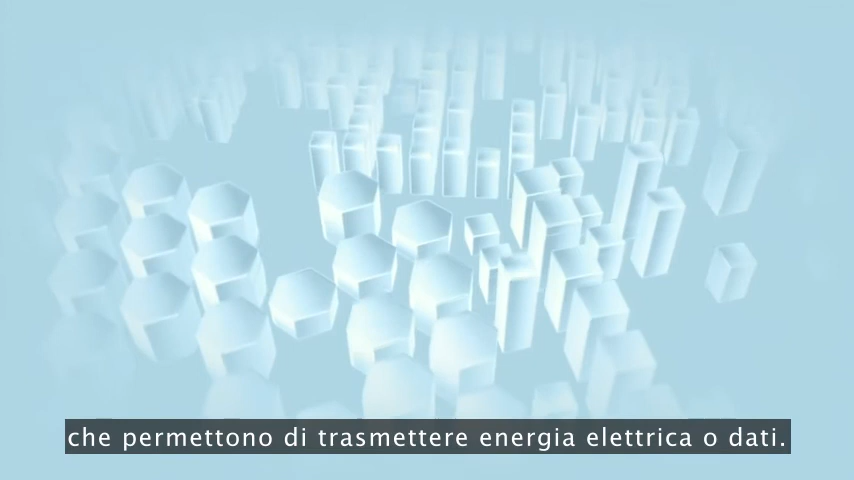 che permettono di trasmettere energia elettrica o dati.